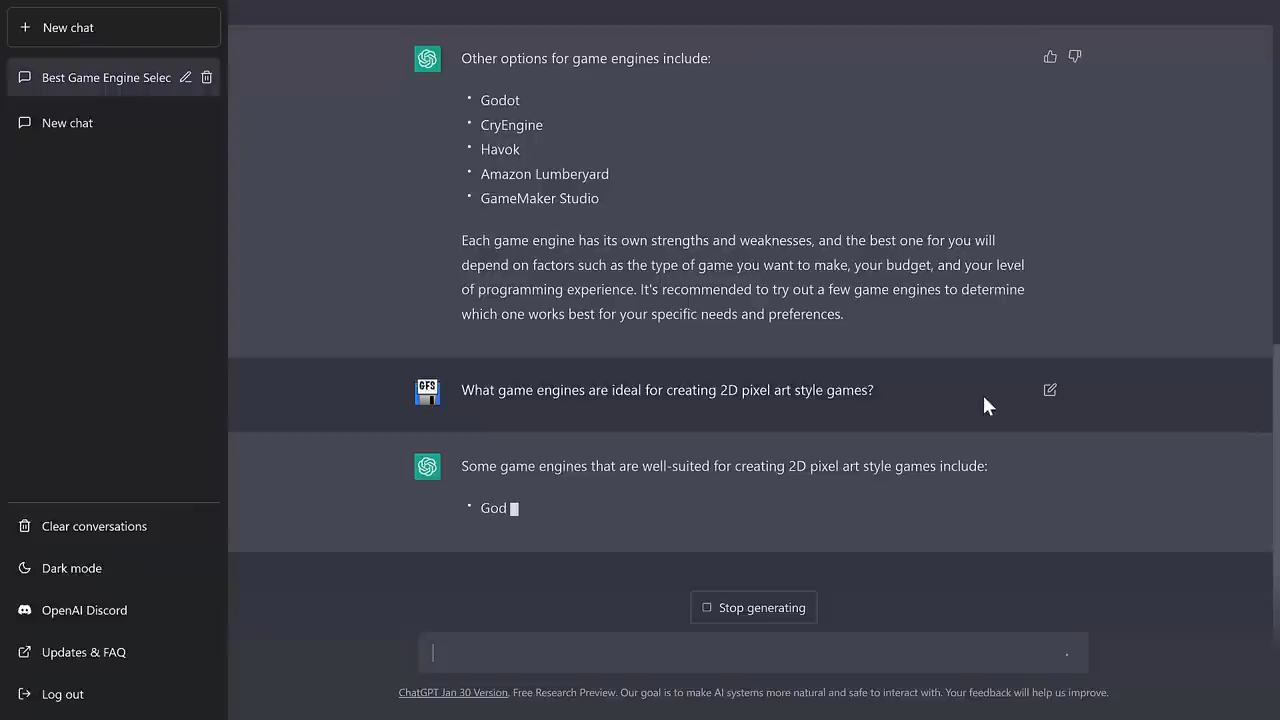 New chat
Best Game Engine Selec
New chat
Clear conversations
Dark mode
OpenAI Discord
Updates & FAQ
Log out
Other options for game engines include:
• Godot
• CryEngine
• Havok
• Amazon Lumberyard
• GameMaker Studio
Each game engine has its own strengths and weaknesses, and the best one for you will
depend on factors such as the type of game you want to make, your budget, and your level
of programming experience. It's recommended to try out a few game engines to determine
which one works best for your specific needs and preferences.
GFS
What game engines are ideal for creating 2D pixel art style games?
Some game engines that are well-suited for creating 2D pixel art style games include:
• God
Stop generating
ChatGPT Jan 30 Version. Free Research Preview. Our goal is to make AI systems more natural and safe to interact with. Your feedback will help us improve.